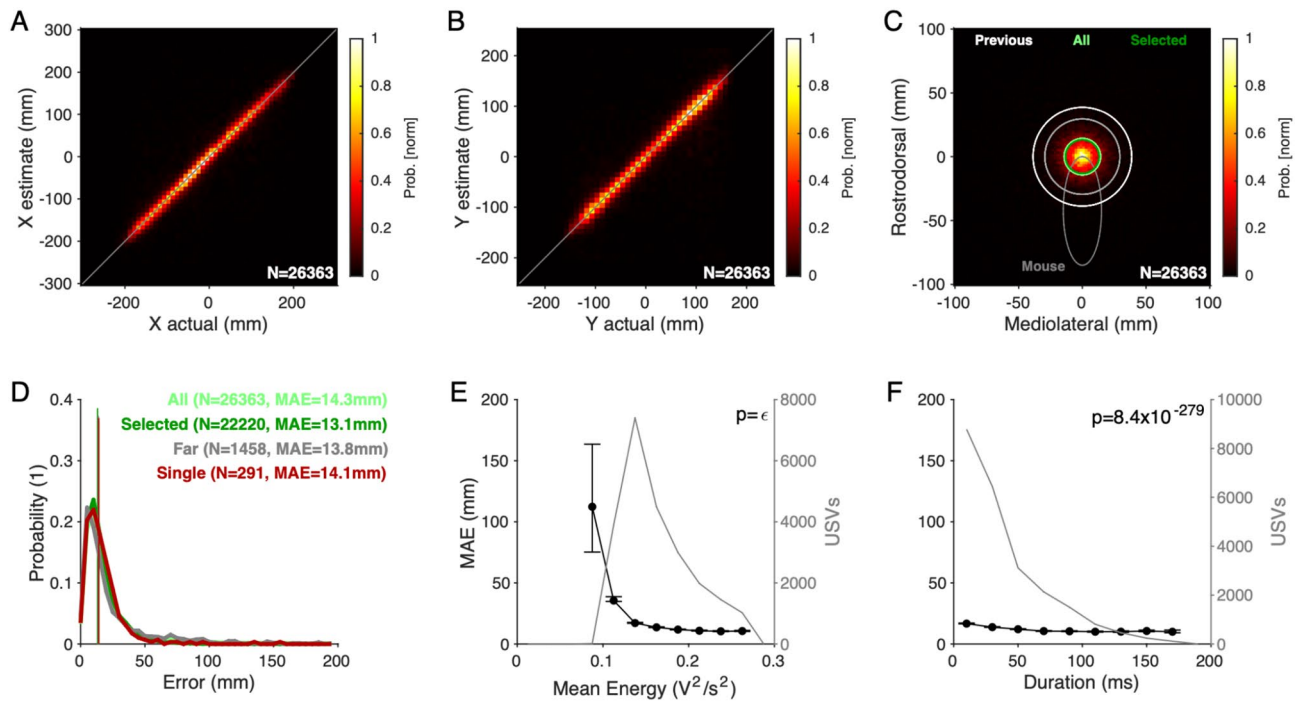 A
300
200
100
0
-100
-200
-300
X estimate (mm)
-200
0
200
X actual (mm)
N=26363
1
0.8
0.6
0.4
0.2
0
Prob. [norm]
B
200
100
0
-100
-200
Y estimate (mm)
-200
-100
0
100
200
Y actual (mm)
N=26363
1
0.8
0.6
0.4
0.2
0
Prob. [norm]
C
Previous All Selected
100
50
0
-50
-100
Rostrodorsal (mm)
Mouse
N=26363
-100
-50
0
50
100
Mediolateral (mm)
1
0.8
0.6
0.4
0.2
0
Prob. [norm]
D
All (N=26363, MAE=14.3mm)
Selected (N=22220, MAE=13.1mm)
Far (N=1458, MAE=13.8mm)
Single (N=291, MAE=14.1mm)
0.4
0.3
0.2
0.1
0
Probability (1)
0
50
100
150
200
Error (mm)
E
p= ϵ
200
150
100
50
0
MAE (mm)
0
0.1
0.2
0.3
Mean Energy (V²/s²)
8000
6000
4000
2000
0
USVs
F
p=8.4x10⁻²⁷⁹
200
150
100
50
0
0
50
100
150
200
Duration (ms)
10000
8000
6000
4000
2000
0
USVs